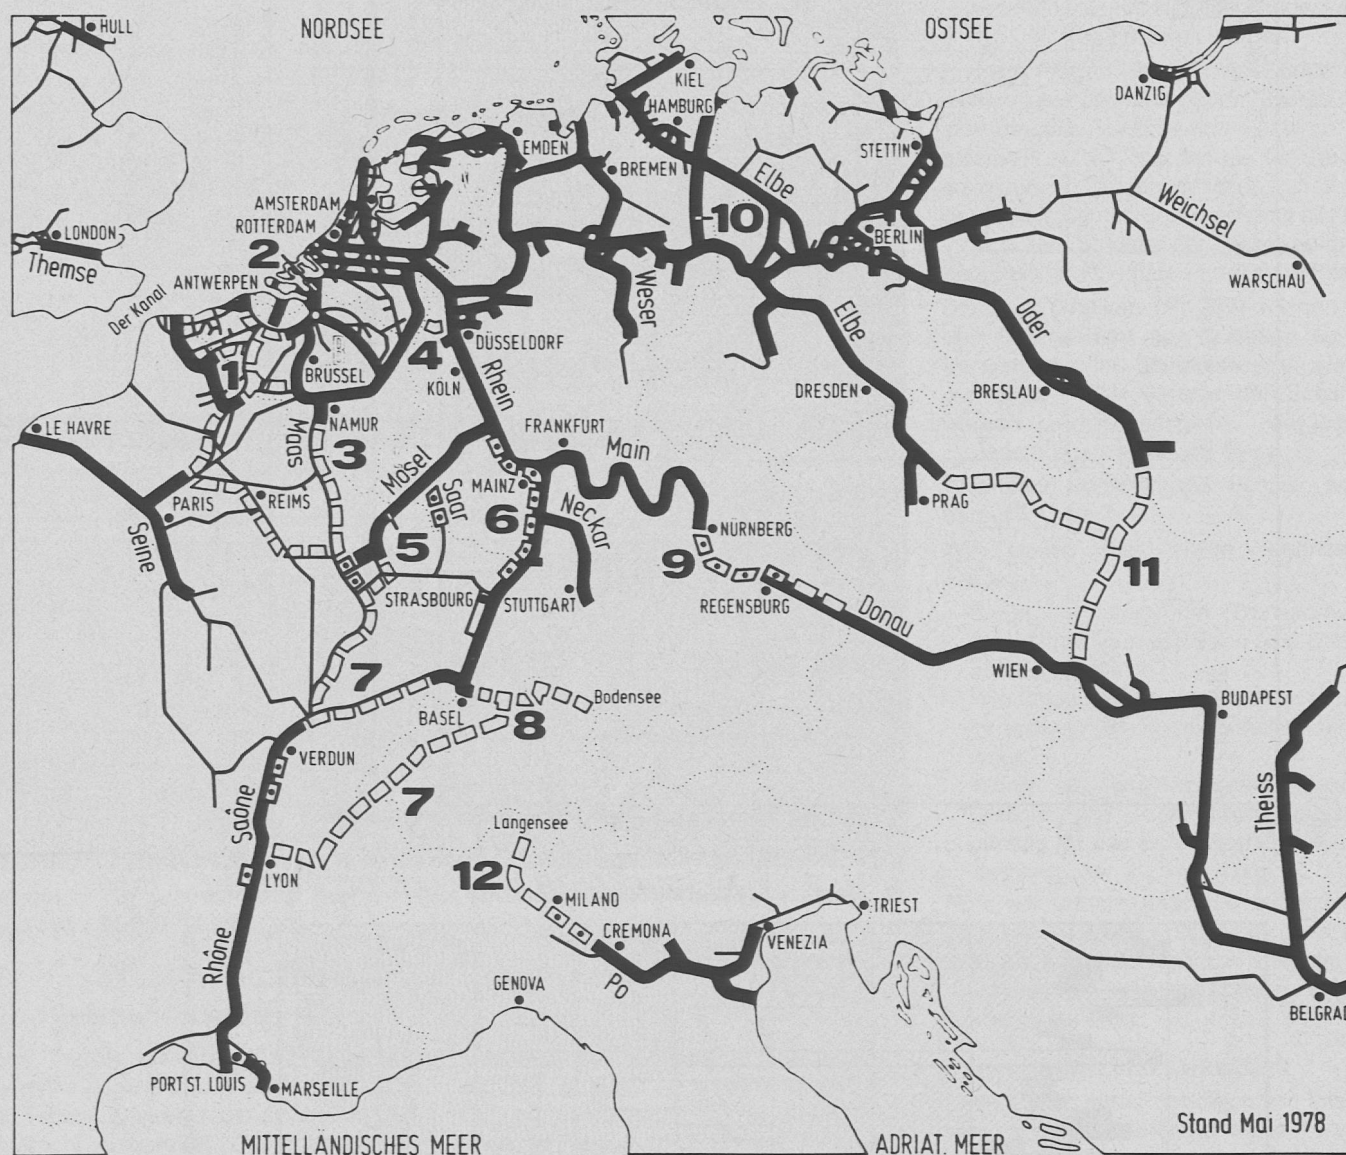 HULL
NORDSEE
OSTSEE
KIEL
DANZIG
HAMBURG
EMDEN
STETTIN
BREMEN
Elbe
AMSTERDAM
ROTTERDAM
10
Weichsel
LONDON
2
BERLIN
Themse
ANTWERPEN
Weser
WARSCHAU
Der Kanal
Elbe
Oder
DÜSSELDORF
4
1
BRÜSSEL
KÖLN
Rhein
DRESDEN
BRESLAU
NAMUR
LE HAVRE
Maas
FRANKFURT
3
Mosel
Main
MAINZ
Saar
PARIS
REIMS
PRAG
6
Neckar
NÜRNBERG
Seine
5
9
11
STRASBOURG
STUTTGART
REGENSBURG
Donau
7
WIEN
BASEL
Bodensee
BUDAPEST
8
VERDUN
7
Saône
Theiss
Langensee
12
LYON
MILANO
TRIEST
CREMONA
VENEZIA
Rhône
Po
GENOVA
BELGRAD
PORT ST. LOUIS
MARSEILLE
Stand Mai 1978
MITTELLÄNDISCHES MEER
ADRIAT. MEER